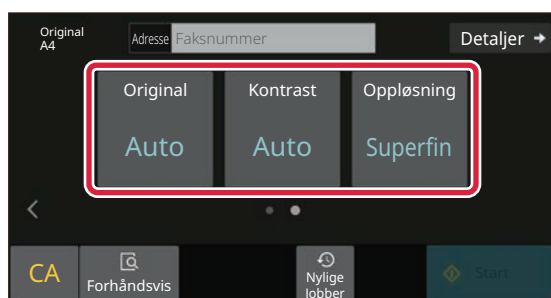 Original
A4
Adresse Faksnummer
Detaljer
Original
Kontrast
Oppløsning
Auto
Auto
Superfin
CA
Forhåndsvis
Nylige
Jobber
Start